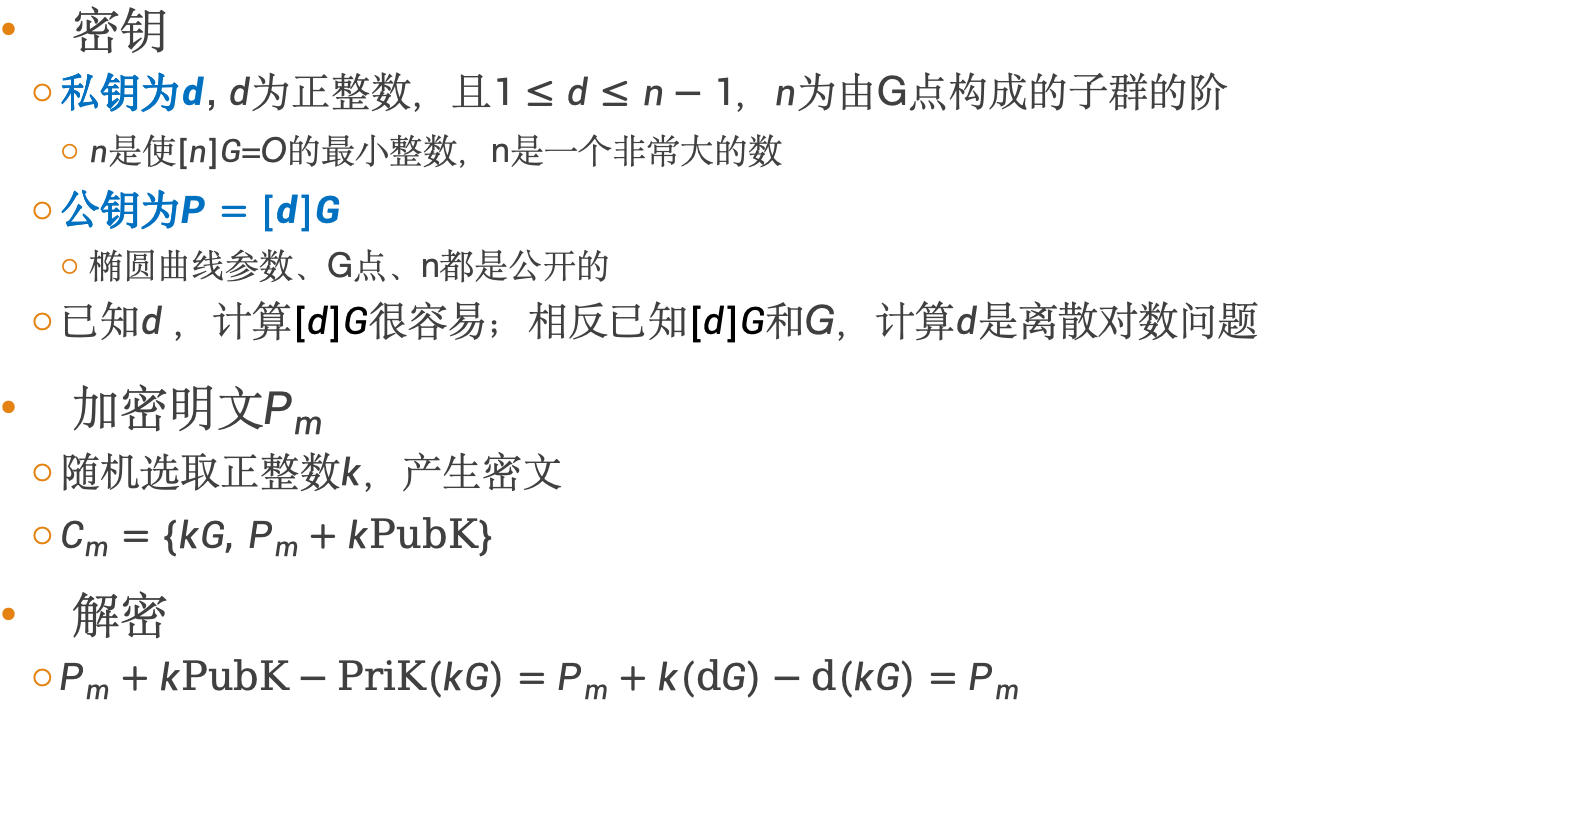 • 密钥
○ 私钥为d, d为正整数，且1 ≤ d ≤ n − 1，n为由G点构成的子群的阶
○ n是使[n]G=O的最小整数，n是一个非常大的数
○ 公钥为P = [d]G
○ 椭圆曲线参数、G点、n都是公开的
○ 已知d ，计算[d]G很容易；相反已知[d]G和G，计算d是离散对数问题
• 加密明文Pₘ
○ 随机选取正整数k，产生密文
○ Cₘ = {kG, Pₘ + kPubK}
• 解密
○ Pₘ + kPubK − PriK(kG) = Pₘ + k(dG) − d(kG) = Pₘ